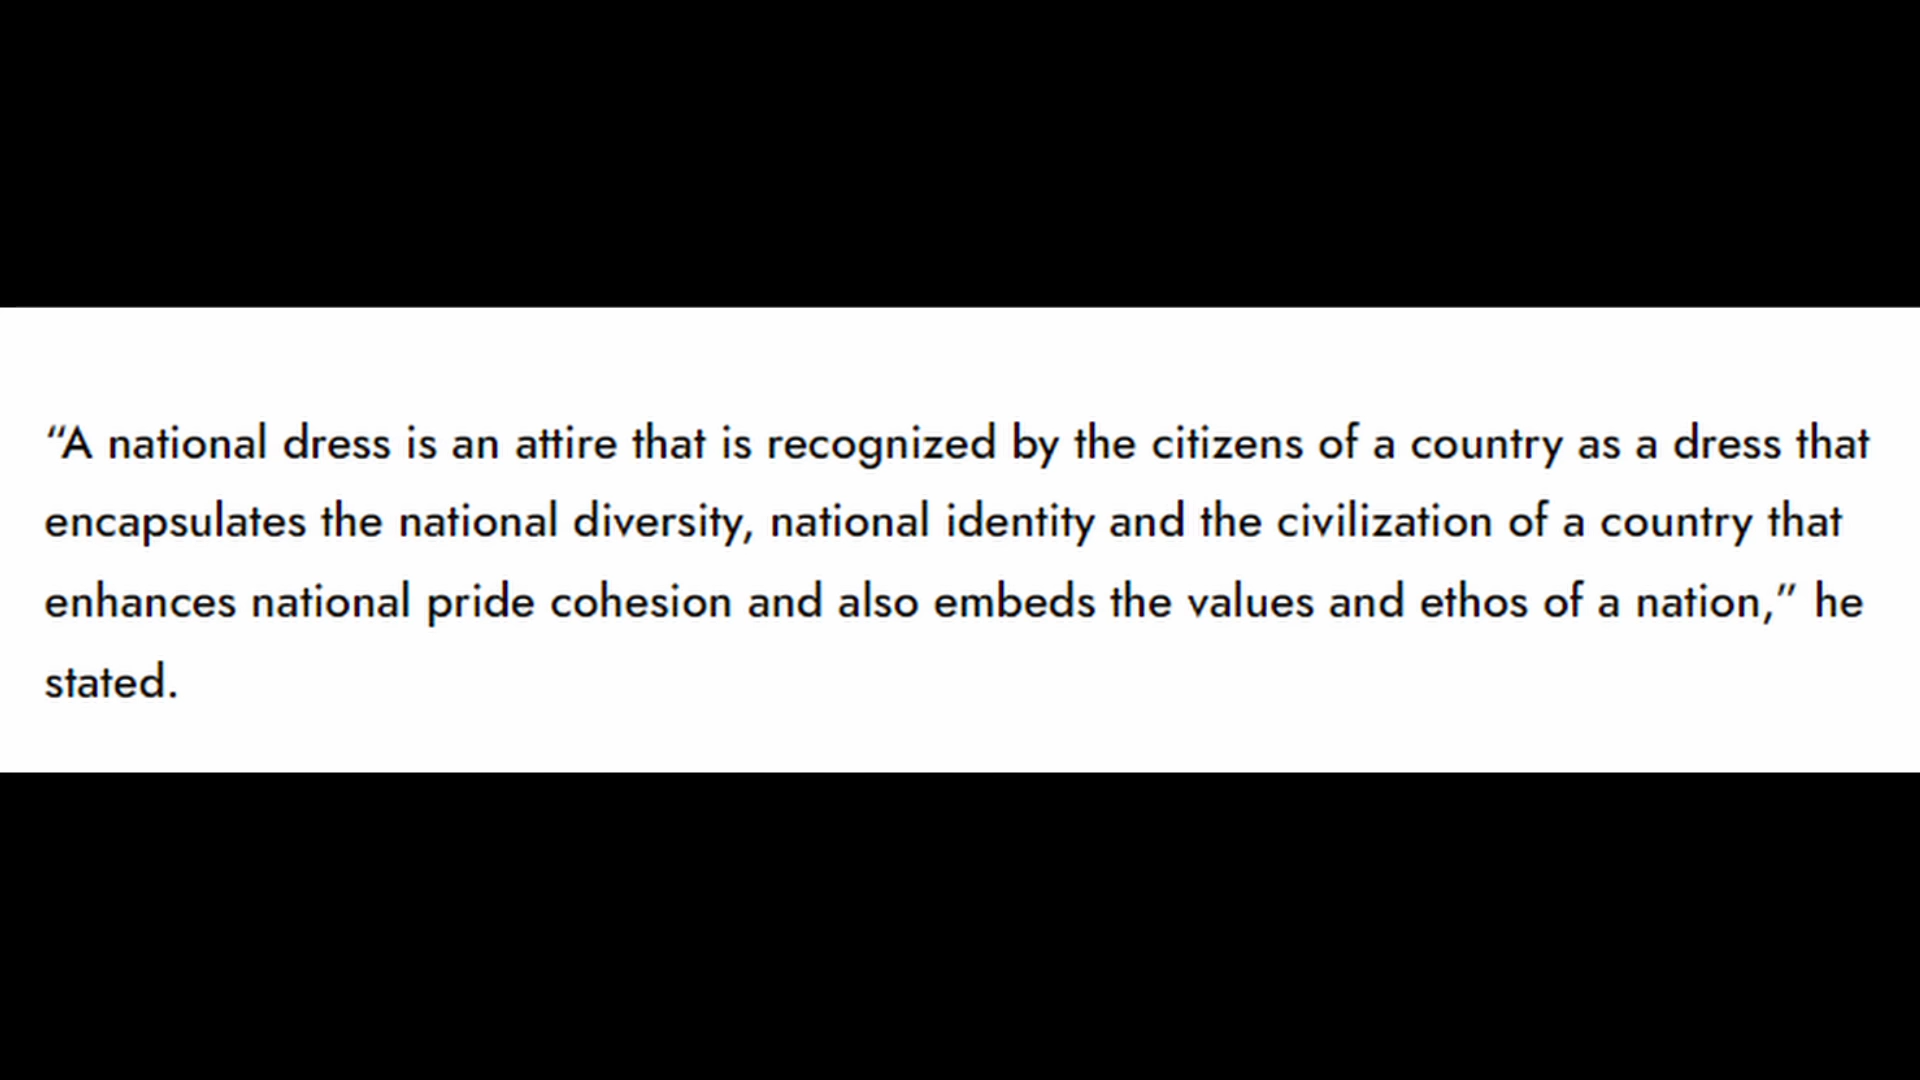 “A national dress is an attire that is recognized by the citizens of a country as a dress that
encapsulates the national diversity, national identity and the civilization of a country that
enhances national pride cohesion and also embeds the values and ethos of a nation,” he
stated.